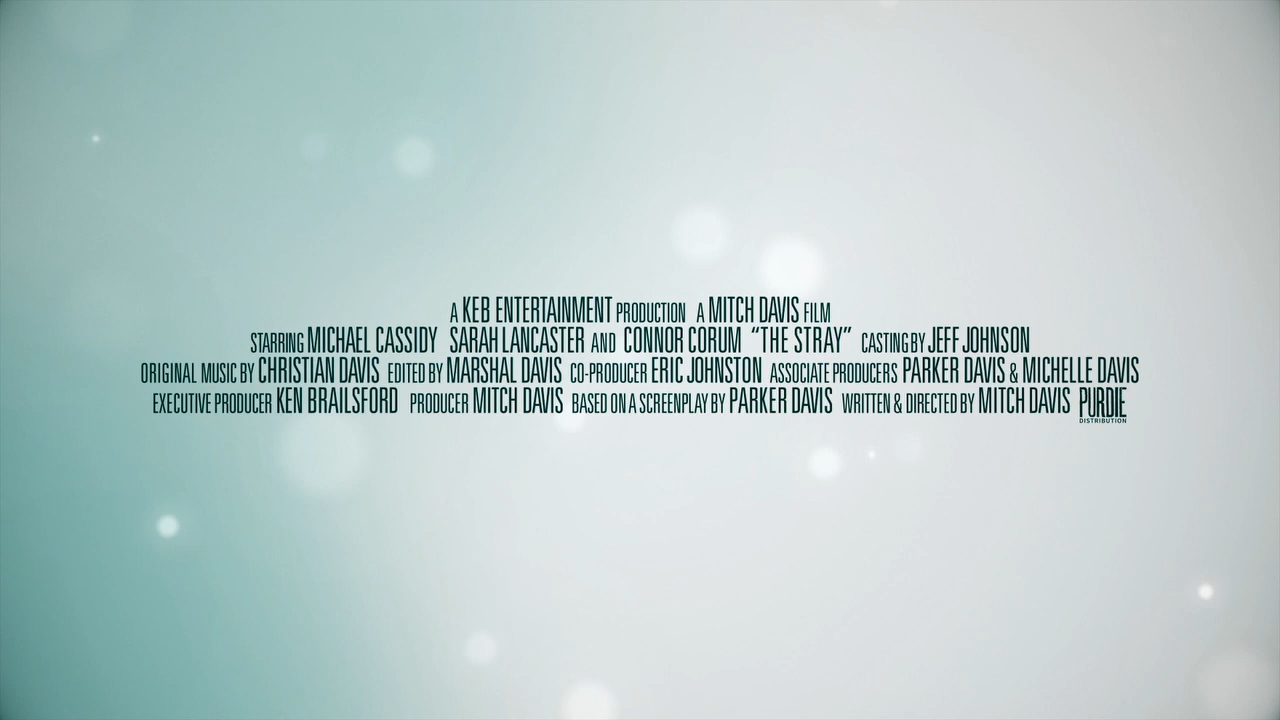 A KEB ENTERTAINMENT PRODUCTION A MITCH DAVIS FILM
STARRING MICHAEL CASSIDY SARAH LANCASTER AND CONNOR CORUM “THE STRAY” CASTING BY JEFF JOHNSON
ORIGINAL MUSIC BY CHRISTIAN DAVIS EDITED BY MARSHAL DAVIS CO-PRODUCER ERIC JOHNSTON ASSOCIATE PRODUCERS PARKER DAVIS & MICHELLE DAVIS
EXECUTIVE PRODUCER KEN BRAILSFORD PRODUCER MITCH DAVIS BASED ON A SCREENPLAY BY PARKER DAVIS WRITTEN & DIRECTED BY MITCH DAVIS PURDIE
DISTRIBUTION